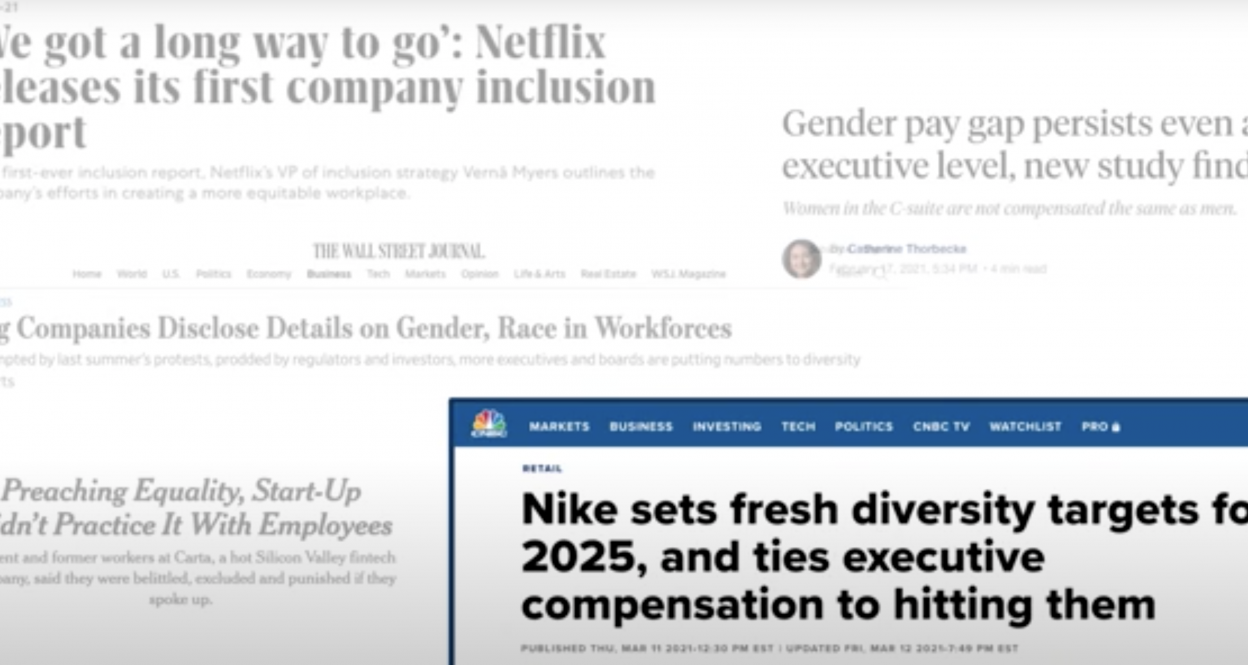 -21
Ve got a long way to go’: Netflix
eleases its first company inclusion
eport
first-ever inclusion report, Netflix’s VP of inclusion strategy Vernā Myers outlines the
pany’s efforts in creating a more equitable workplace.
Gender pay gap persists even a
executive level, new study find
Women in the C-suite are not compensated the same as men.
By Catherine Thorbecke
February 17, 2021, 5:34 PM • 4 min read
THE WALL STREET JOURNAL.
Home World U.S. Politics Economy Business Tech Markets Opinion Life & Arts Real Estate WSJ. Magazine
ss
g Companies Disclose Details on Gender, Race in Workforces
mpted by last summer’s protests, prodded by regulators and investors, more executives and boards are putting numbers to diversity
rts
Preaching Equality, Start-Up
dn’t Practice It With Employees
ent and former workers at Carta, a hot Silicon Valley fintech
pany, said they were belittled, excluded and punished if they
spoke up.
CNBC MARKETS BUSINESS INVESTING TECH POLITICS CNBC TV WATCHLIST PRO
RETAIL
Nike sets fresh diversity targets fo
2025, and ties executive
compensation to hitting them
PUBLISHED THU, MAR 11 2021•12:30 PM EST | UPDATED FRI, MAR 12 2021•7:49 PM EST